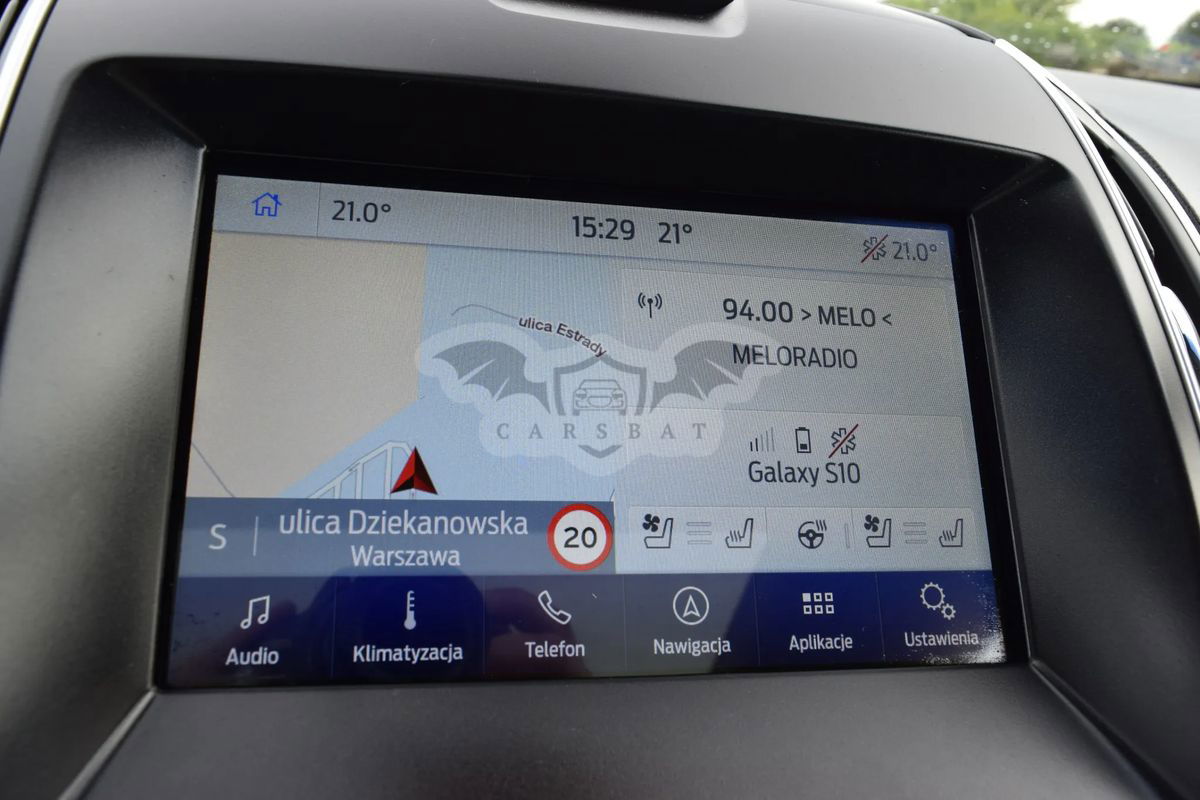 21.0°
15:29 21°
21.0°
ulica Estrady
94.00 > MELO <
MELORADIO
CARSBAT
Galaxy S10
S
ulica Dziekanowska
Warszawa
20
Audio
Klimatyzacja
Telefon
Nawigacja
Aplikacje
Ustawienia